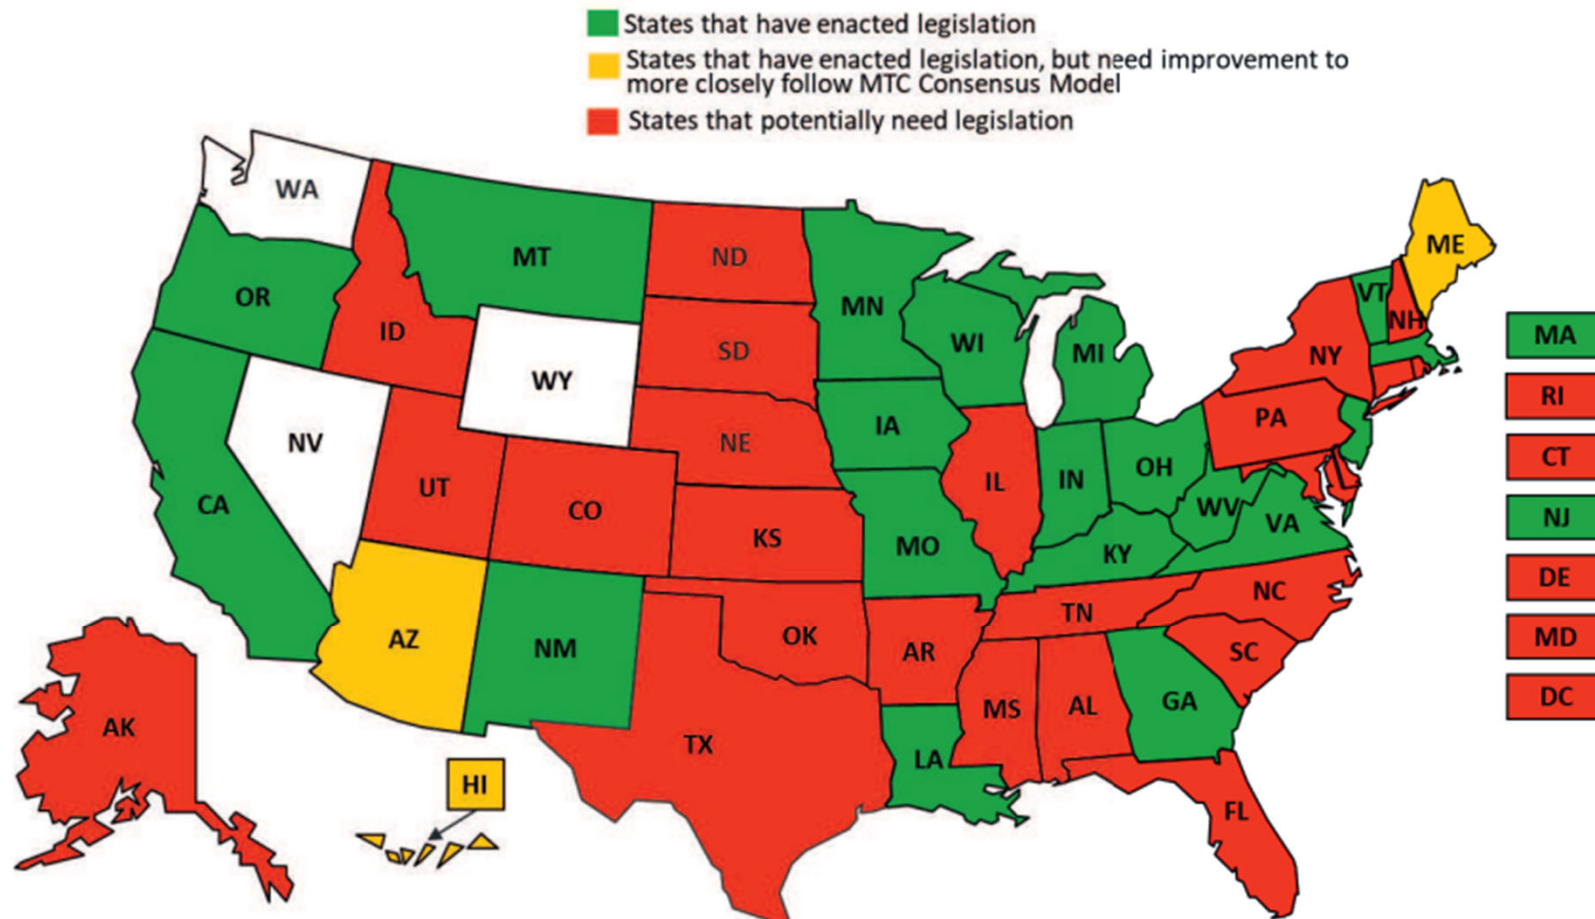 States that have enacted legislation
States that have enacted legislation, but need improvement to
more closely follow MTC Consensus Model
States that potentially need legislation
WA
MT
ND
ME
OR
MN
VT
ID
NH
MA
SD
WI
MI
NY
WY
RI
NV
NE
IA
PA
CT
UT
IL
IN
OH
CA
CO
WV
NJ
KS
MO
VA
KY
DE
NC
TN
AZ
NM
OK
AR
SC
MD
AK
TX
MS
AL
GA
DC
LA
HI
FL